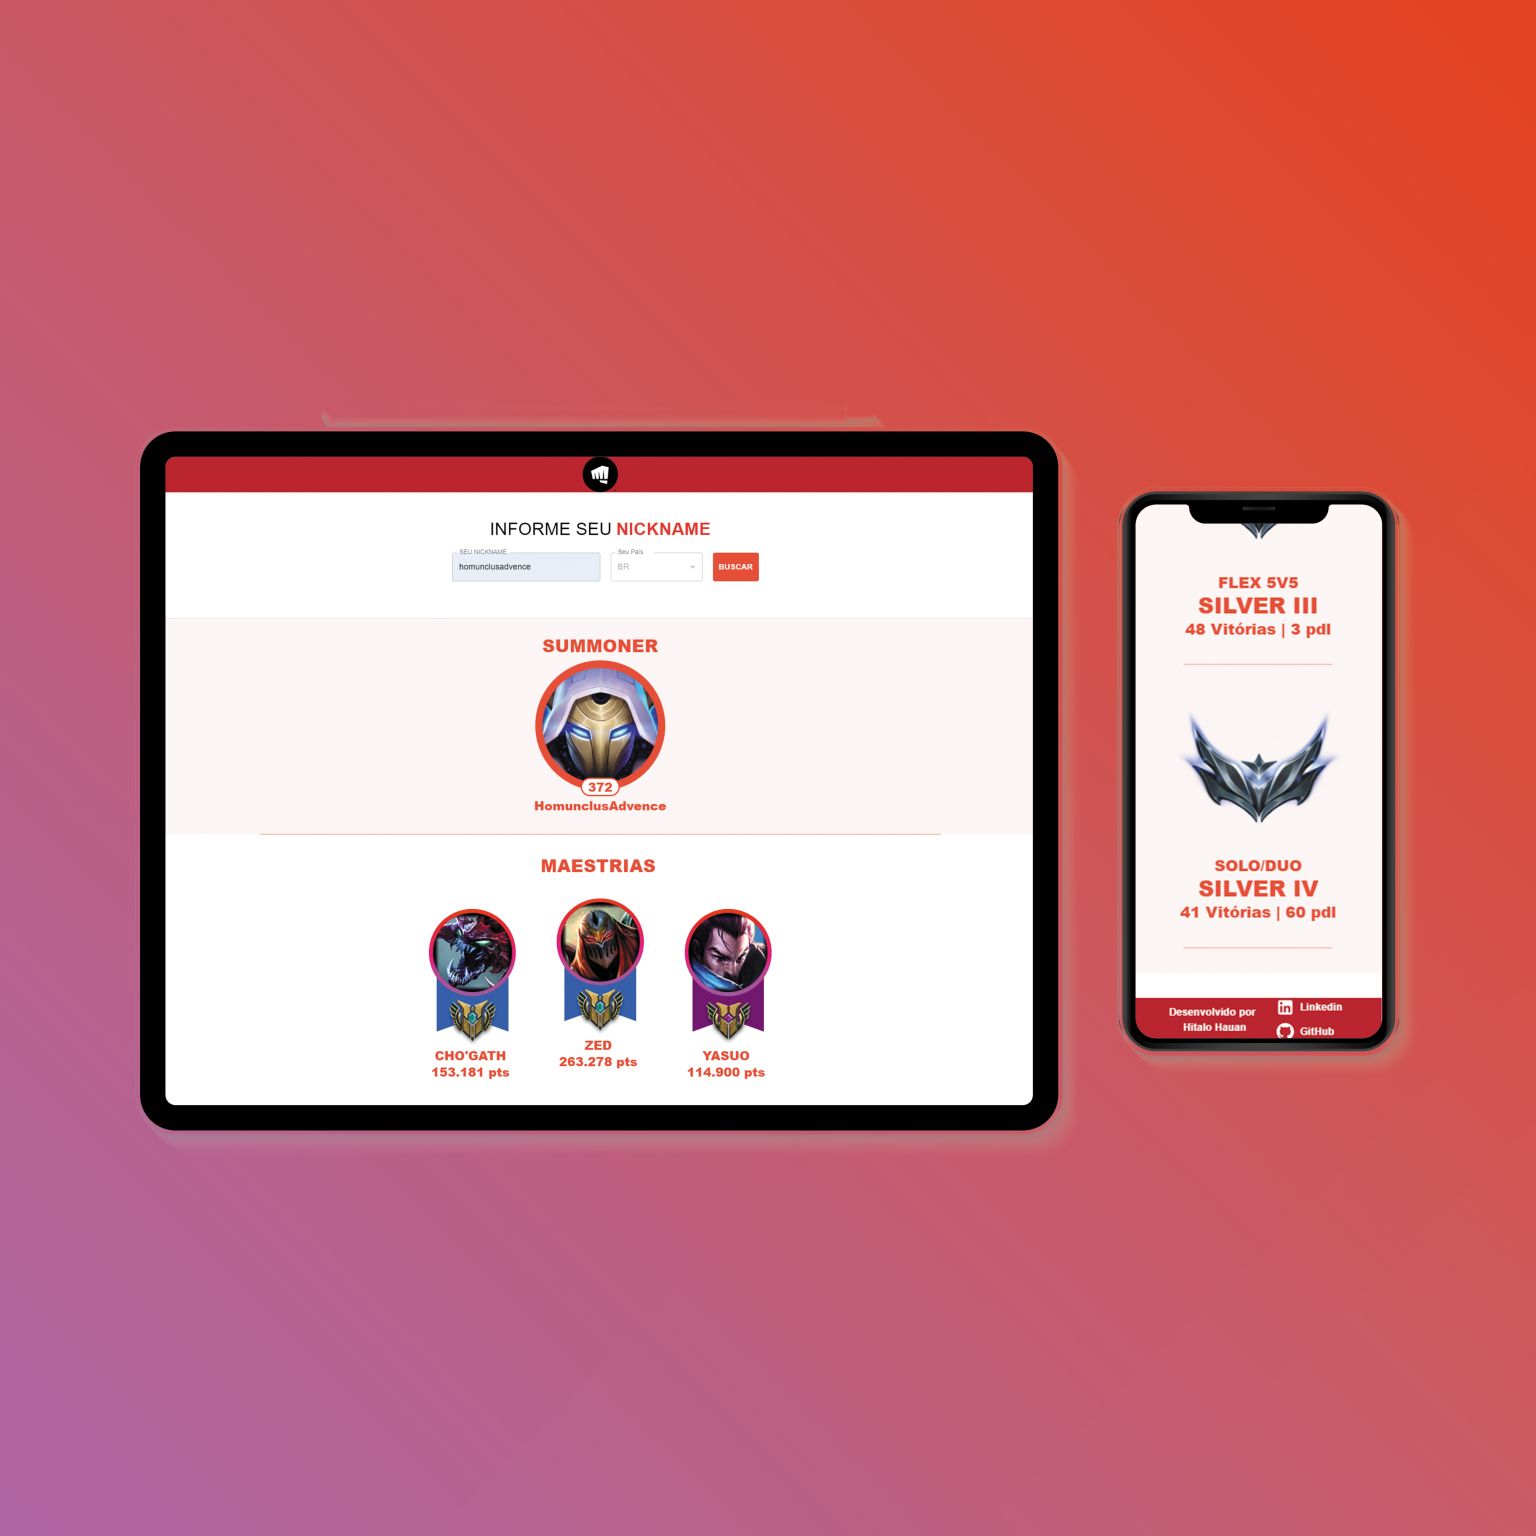 INFORME SEU NICKNAME
SEU NICKNAME
Seu País
homunclusadvence
BR
BUSCAR
SUMMONER
372
HomunclusAdvence
MAESTRIAS
CHO'GATH
153.181 pts
ZED
263.278 pts
YASUO
114.900 pts
FLEX 5V5
SILVER III
48 Vitórias | 3 pdl
SOLO/DUO
SILVER IV
41 Vitórias | 60 pdl
Desenvolvido por
Hitalo Hauan
Linkedin
GitHub